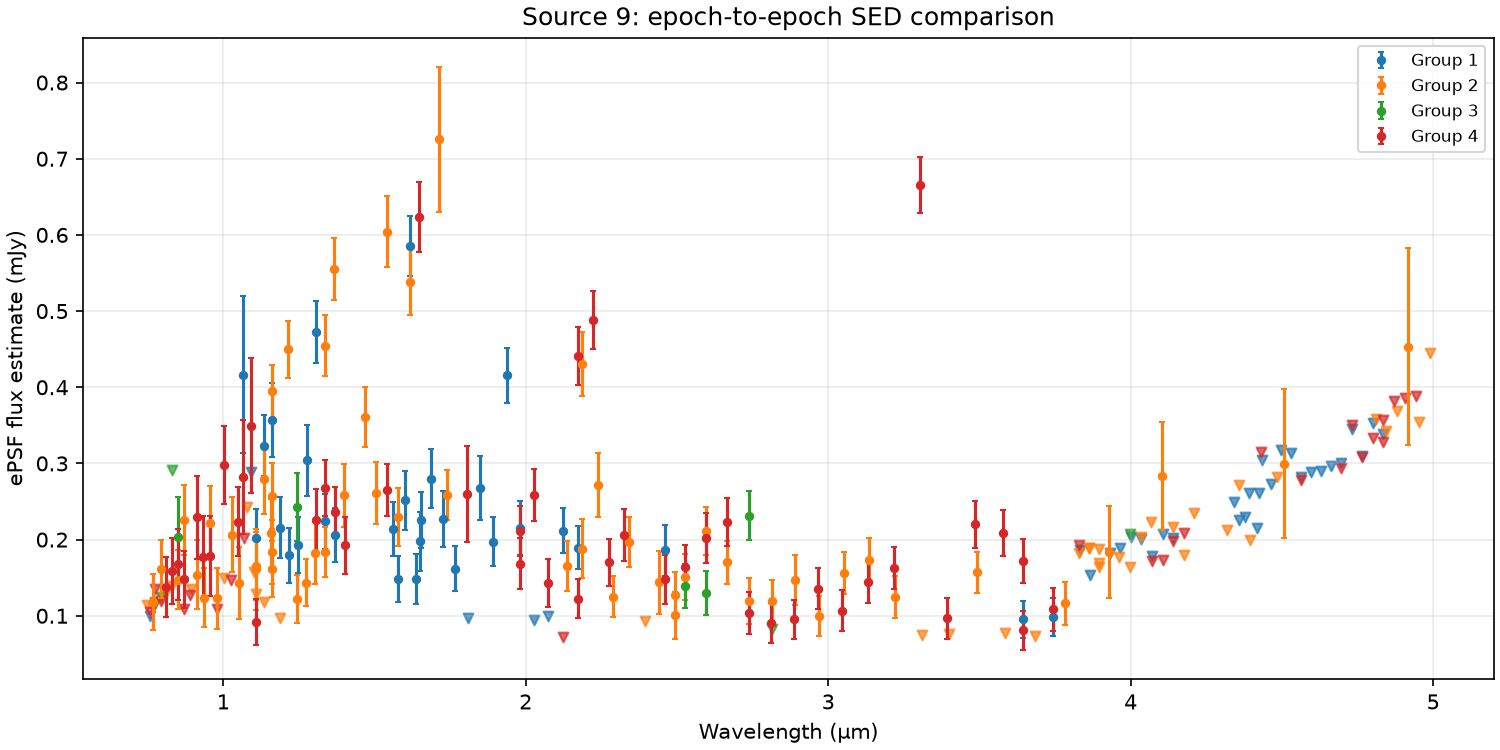 Source 9: epoch-to-epoch SED comparison
ePSF flux estimate (mJy)
0.8
0.7
0.6
0.5
0.4
0.3
0.2
0.1
Group 1
Group 2
Group 3
Group 4
1 2 3 4 5
Wavelength (μm)